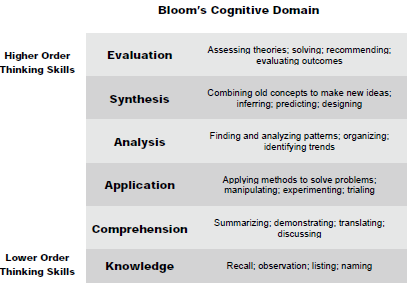 Bloom's Cognitive Domain
Higher Order
Thinking Skills
Evaluation
Assessing theories; solving; recommending;
evaluating outcomes
Synthesis
Combining old concepts to make new ideas;
inferring; predicting; designing
Analysis
Finding and analyzing patterns; organizing;
identifying trends
Application
Applying methods to solve problems;
manipulating; experimenting; trialing
Comprehension
Summarizing; demonstrating; translating;
discussing
Lower Order
Thinking Skills
Knowledge
Recall; observation; listing; naming